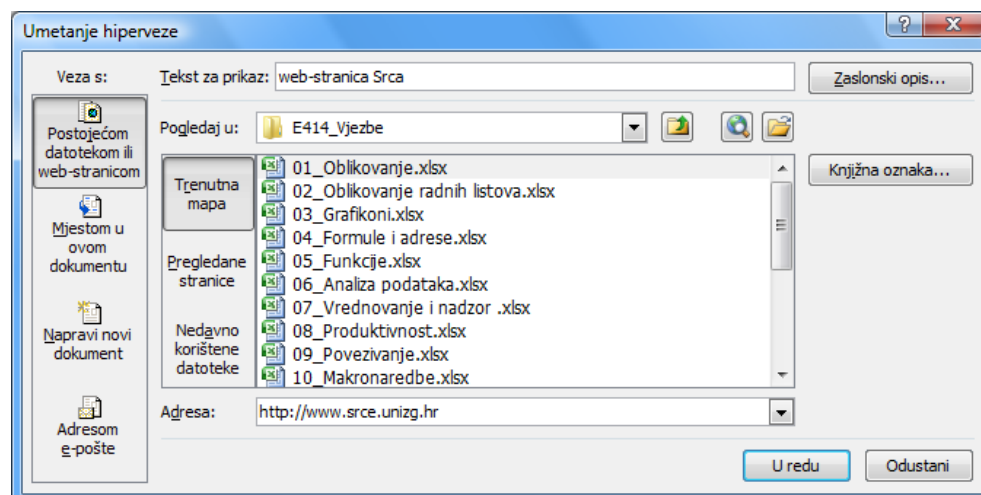 Umetanje hiperveze
Veza s:
Tekst za prikaz: web-stranica Srca
Zaslonski opis...
Postojećom
datotekom ili
web-stranicom
Mjestom u
ovom
dokumentu
Napravi novi
dokument
Adresom
e-pošte
Pogledaj u: E414_Vjezbe
Trenutna
mapa
Pregledane
stranice
Nedavno
korištene
datoteke
01_Oblikovanje.xlsx
02_Oblikovanje radnih listova.xlsx
03_Grafikoni.xlsx
04_Formule i adrese.xlsx
05_Funkcije.xlsx
06_Analiza podataka.xlsx
07_Vrednovanje i nadzor .xlsx
08_Produktivnost.xlsx
09_Povezivanje.xlsx
10_Makronaredbe.xlsx
Knjižna oznaka...
Adresa: http://www.srce.unizg.hr
U redu
Odustani